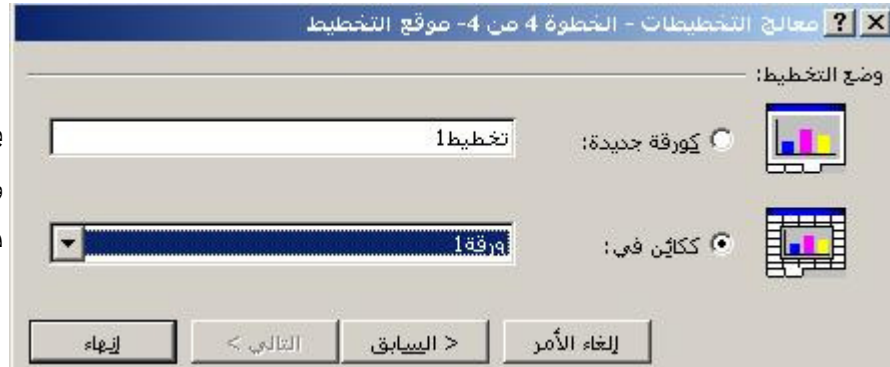 معالج التخطيطات - الخطوة 4 من 4- موقع التخطيط
وضع التخطيط:
كورقة جديدة: تخطيط1
ككائن في: ورقة1
إلغاء الأمر < السابق التالي > إنهاء